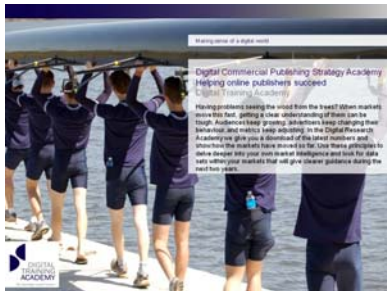 Making sense of a digital world
Digital Commercial Publishing Strategy Academy
Helping online publishers succeed
Digital Training Academy
Having problems seeing the wood from the trees? When markets
move this fast, getting a clear understanding of them can be
tough. Audiences keep growing, advertisers keep changing their
behaviour, and metrics keep adjusting. In the Digital Research
Academy we give you a download of the latest numbers and
show how the markets have moved so far. Use these principles to
delve deeper into your own market intelligence and look for data
sets within your markets that will give clearer guidance during the
next two years.
DIGITAL
TRAINING
ACADEMY